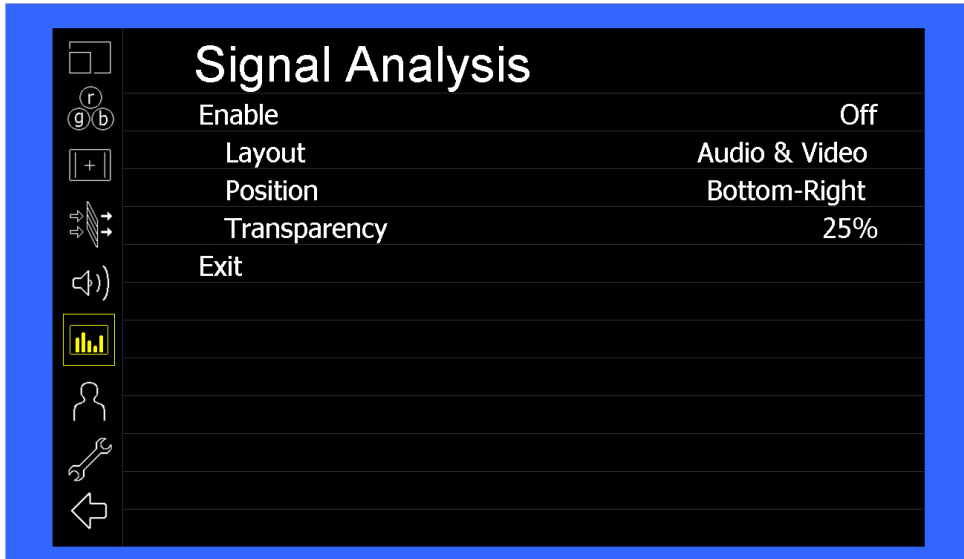 Signal Analysis
r
g b
Enable Off
Layout Audio & Video
Position Bottom-Right
Transparency 25%
Exit